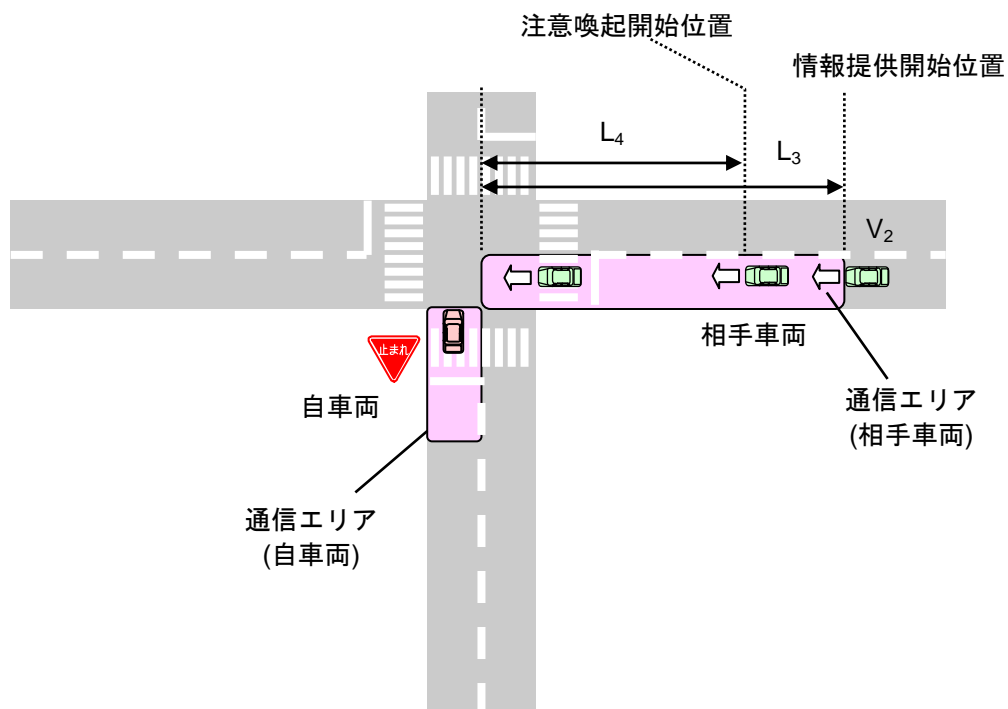 注意喚起開始位置
情報提供開始位置
L4
L3
V2
止まれ
相手車両
自車両
通信エリア
(相手車両)
通信エリア
(自車両)